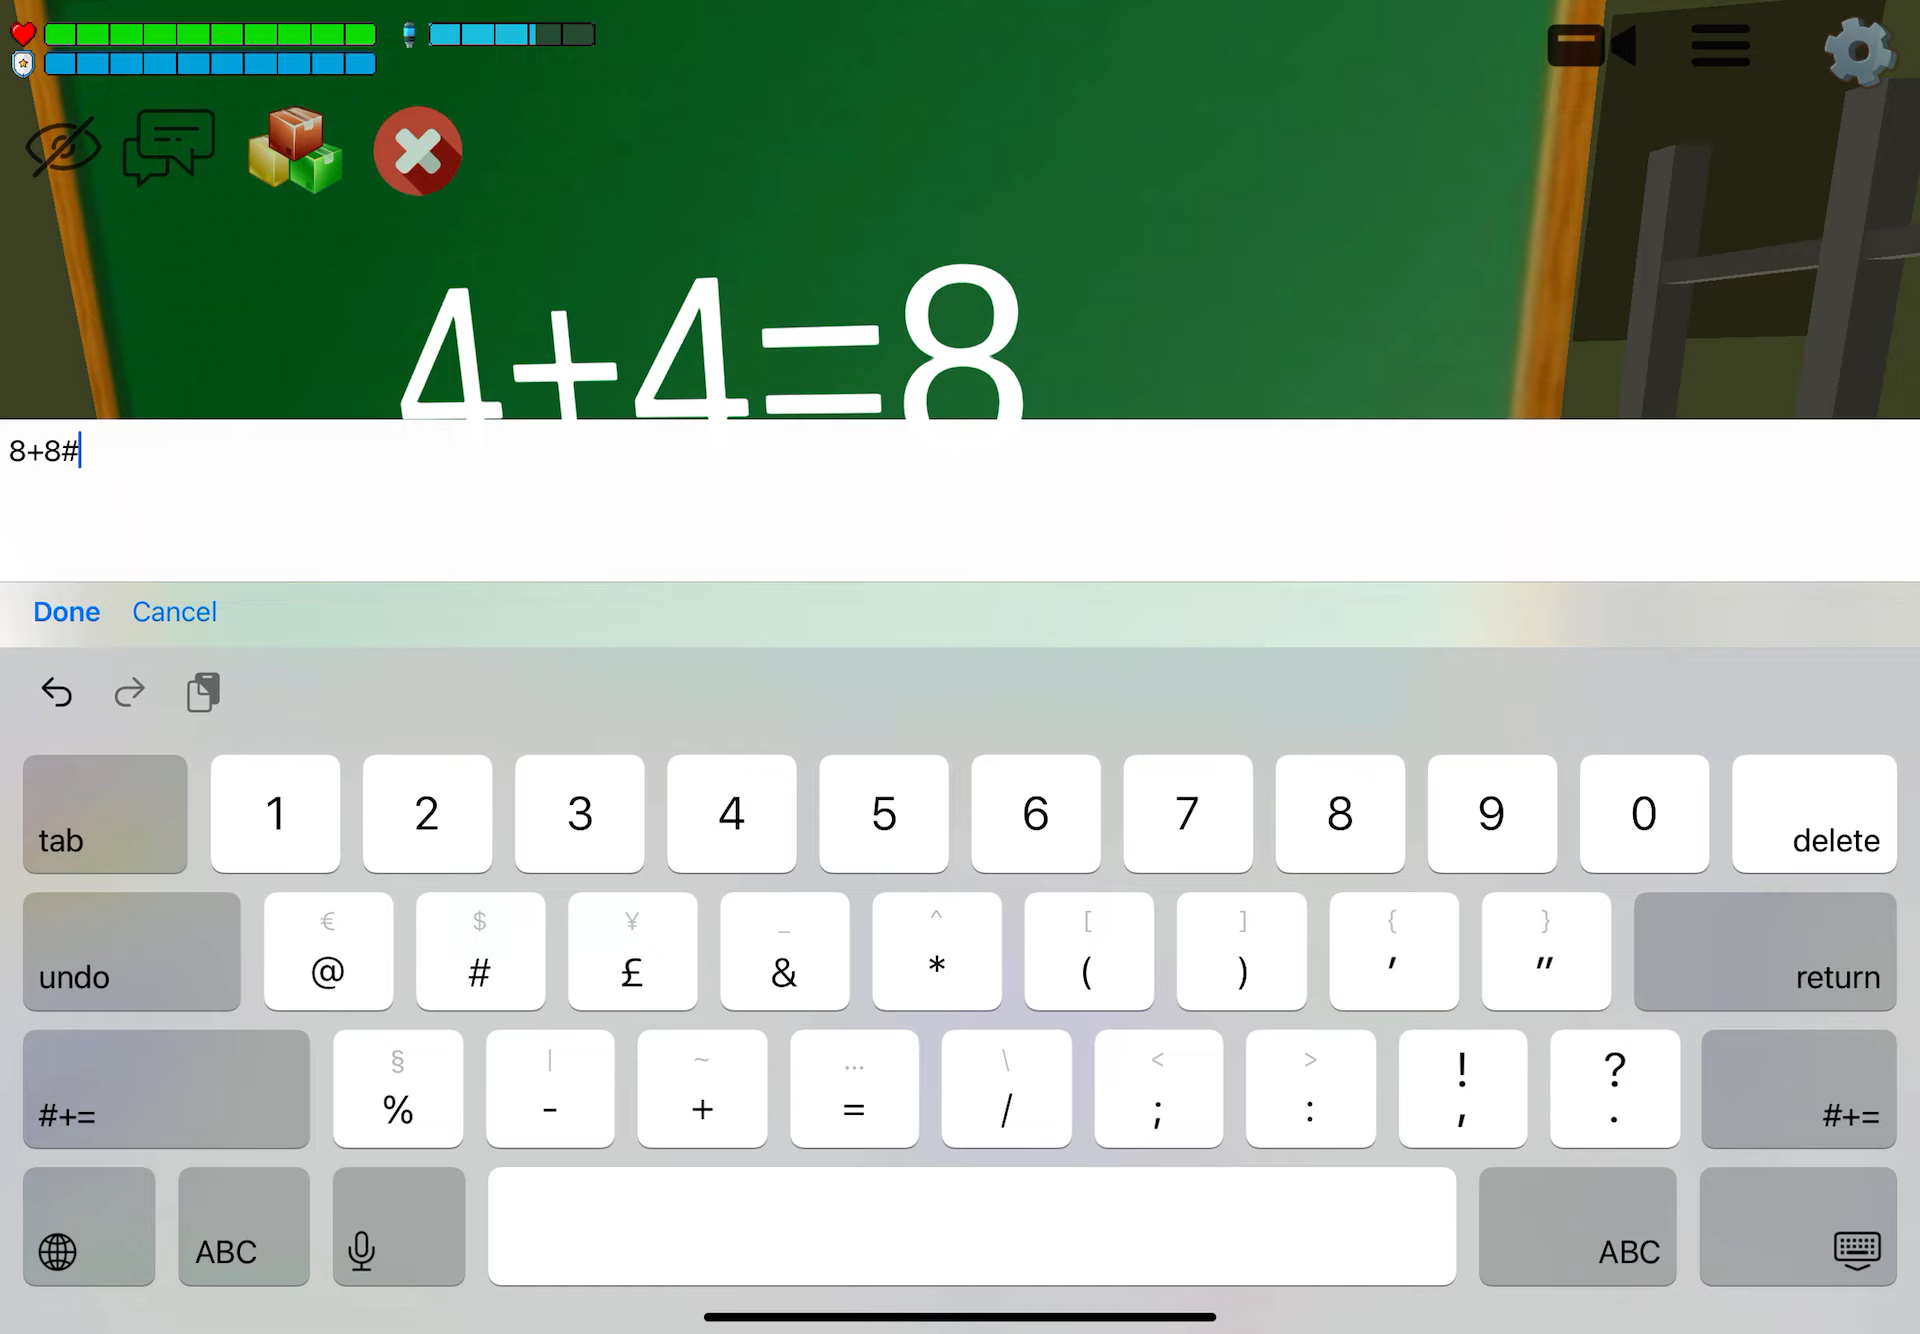 4+4=8
8+8#
Done Cancel
tab 1 2 3 4 5 6 7 8 9 0 delete
€ $ ¥ _ ^ [ ] { }
undo @ # £ & * ( ) ' " return
§ | ~ … \ < > ! ?
#+= % - + = / ; : , . #+=
ABC ABC